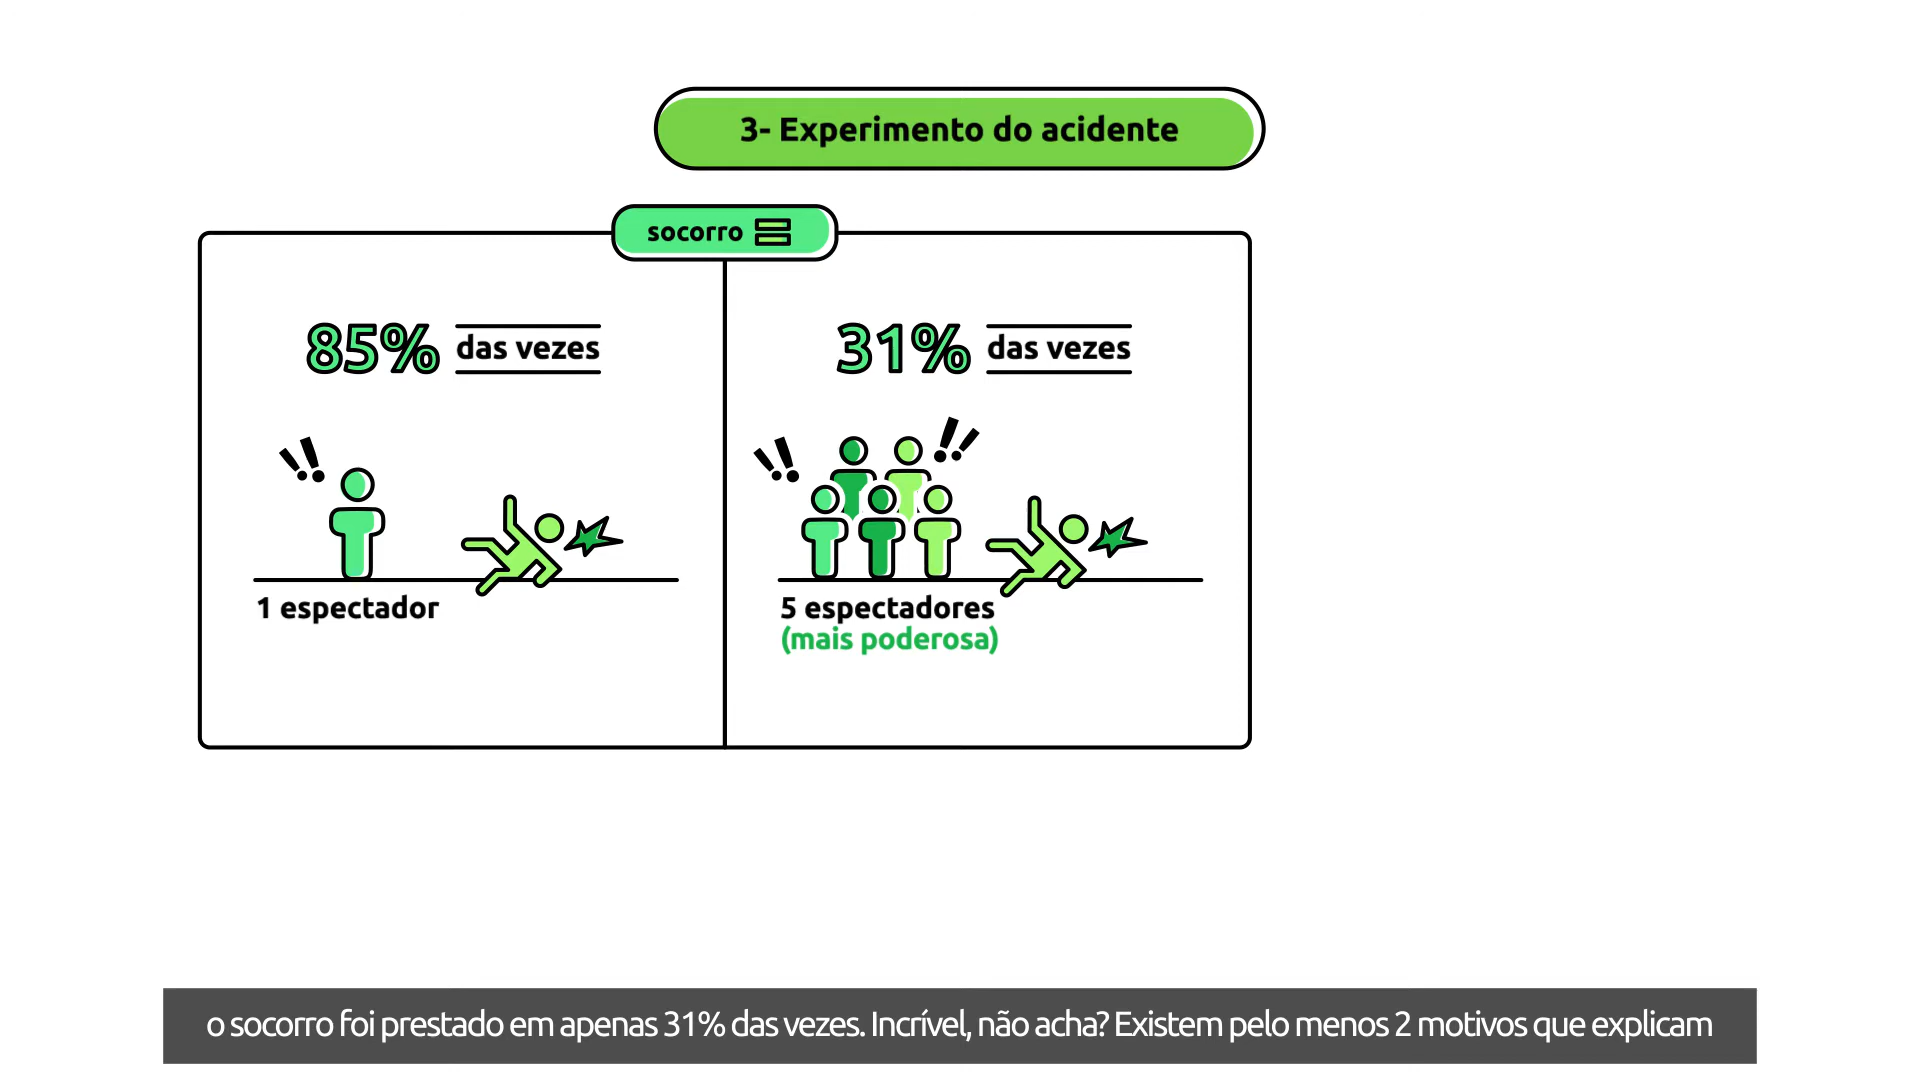 3- Experimento do acidente
socorro
85% das vezes
31% das vezes
1 espectador
5 espectadores
(mais poderosa)
o socorro foi prestado em apenas 31% das vezes. Incrível, não acha? Existem pelo menos 2 motivos que explicam